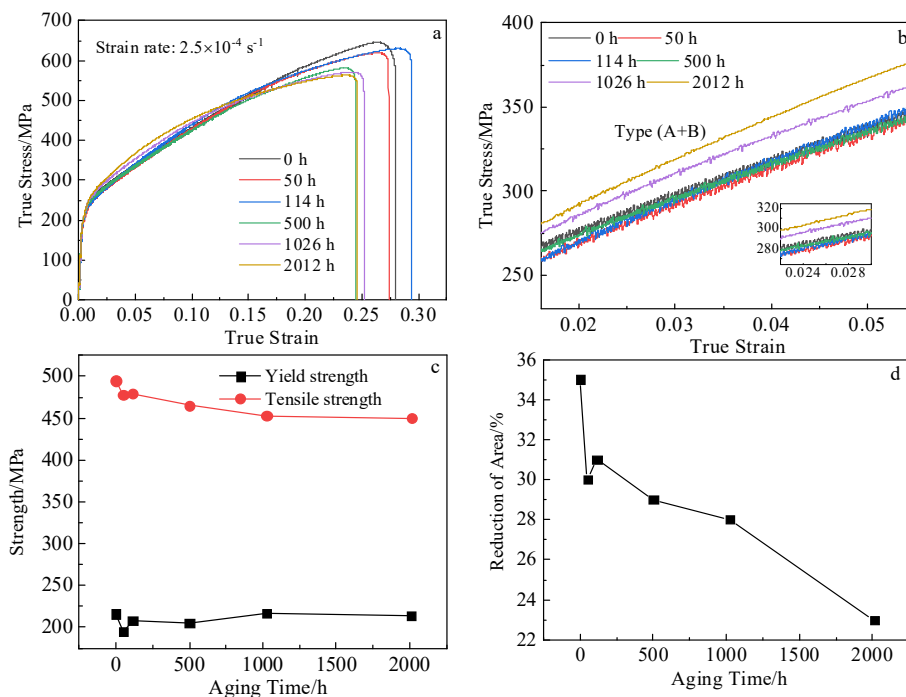 a
Strain rate: 2.5×10⁻⁴ s⁻¹
True Stress/MPa
700
600
500
400
300
200
100
0
0 h
50 h
114 h
500 h
1026 h
2012 h
0.00 0.05 0.10 0.15 0.20 0.25 0.30
True Strain
b
0 h 50 h
114 h 500 h
1026 h 2012 h
Type (A+B)
True Stress/MPa
400
350
300
250
320
300
280
0.024 0.028
0.02 0.03 0.04 0.05
True Strain
c
Yield strength
Tensile strength
Strength/MPa
500
450
400
350
300
250
200
0 500 1000 1500 2000
Aging Time/h
d
Reduction of Area/%
36
34
32
30
28
26
24
22
0 500 1000 1500 2000
Aging Time/h